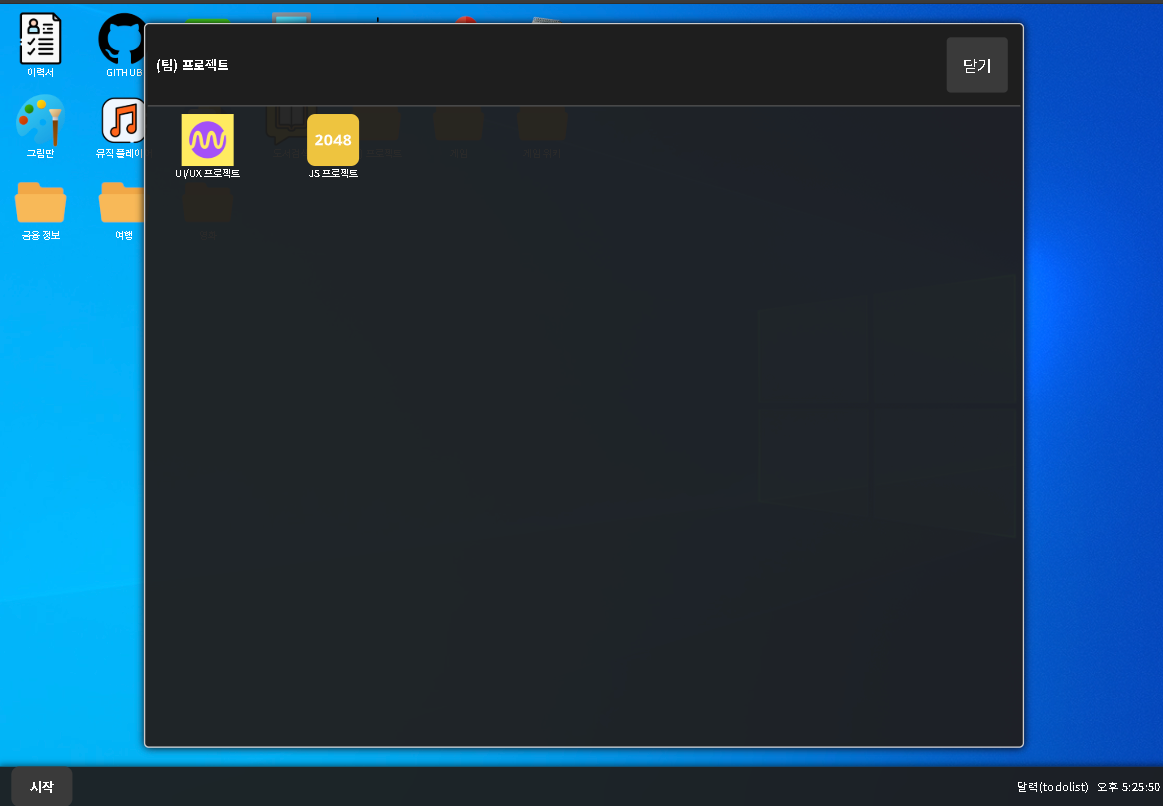 (팀) 프로젝트
닫기
이력서
GITHUB
그림판
뮤직 플레이
금융 정보
여행
2048
UI/UX 프로젝트
JS 프로젝트
시작
달력(todolist) 오후 5:25:50